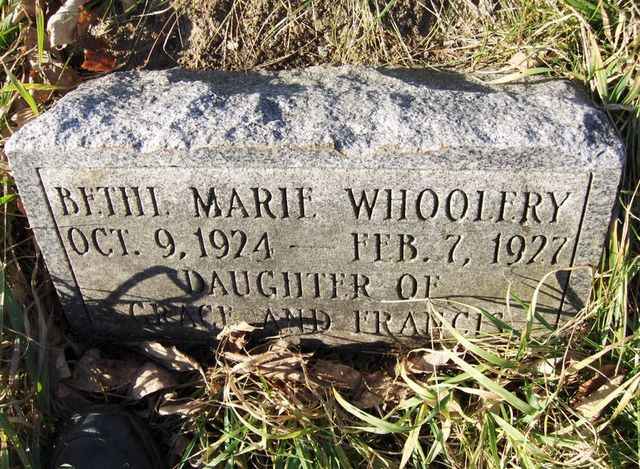 BETHL MARIE WHOOLERY
OCT. 9, 1924 — FEB. 7, 1927
DAUGHTER OF
GRACE AND FRANCIS